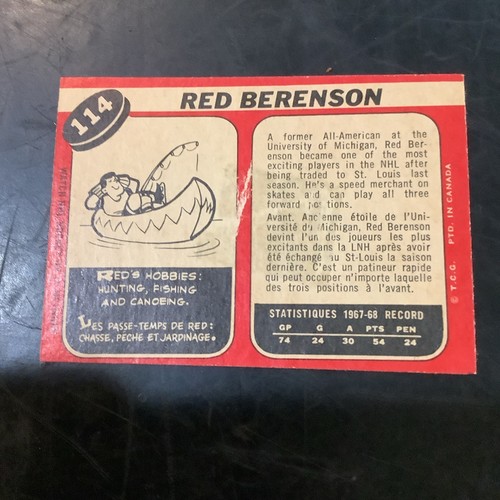 114
RED BERENSON
RED'S HOBBIES:
HUNTING, FISHING
AND CANOEING.
LES PASSE-TEMPS DE RED:
CHASSE, PECHE ET JARDINAGE.
A former All-American at the
University of Michigan, Red Ber-
enson became one of the most
exciting players in the NHL after
being traded to St. Louis last
season. He's a speed merchant on
skates and can play all three
forward
Avant. Ancienne étoile de l'Uni-
versité du Michigan, Red Berenson
devint l'un des joueurs les plus
excitants dans la LNH après avoir
été échangé au St-Louis la saison
dernière. C'est un patineur rapide
qui peut occuper n'importe laquelle
des trois positions à l'avant.
STATISTIQUES 1967-68 RECORD
GP G A PTS PEN
74 24 30 54 24
© T.C.G. PTD. IN CANADA